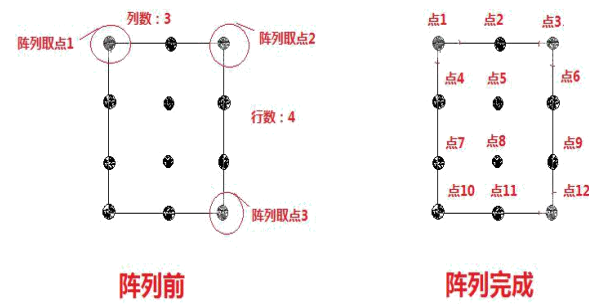 列数：3
阵列取点1
阵列取点2
行数：4
阵列取点3
阵列前
点1
点2
点3
点4
点5
点6
点7
点8
点9
点10
点11
点12
阵列完成